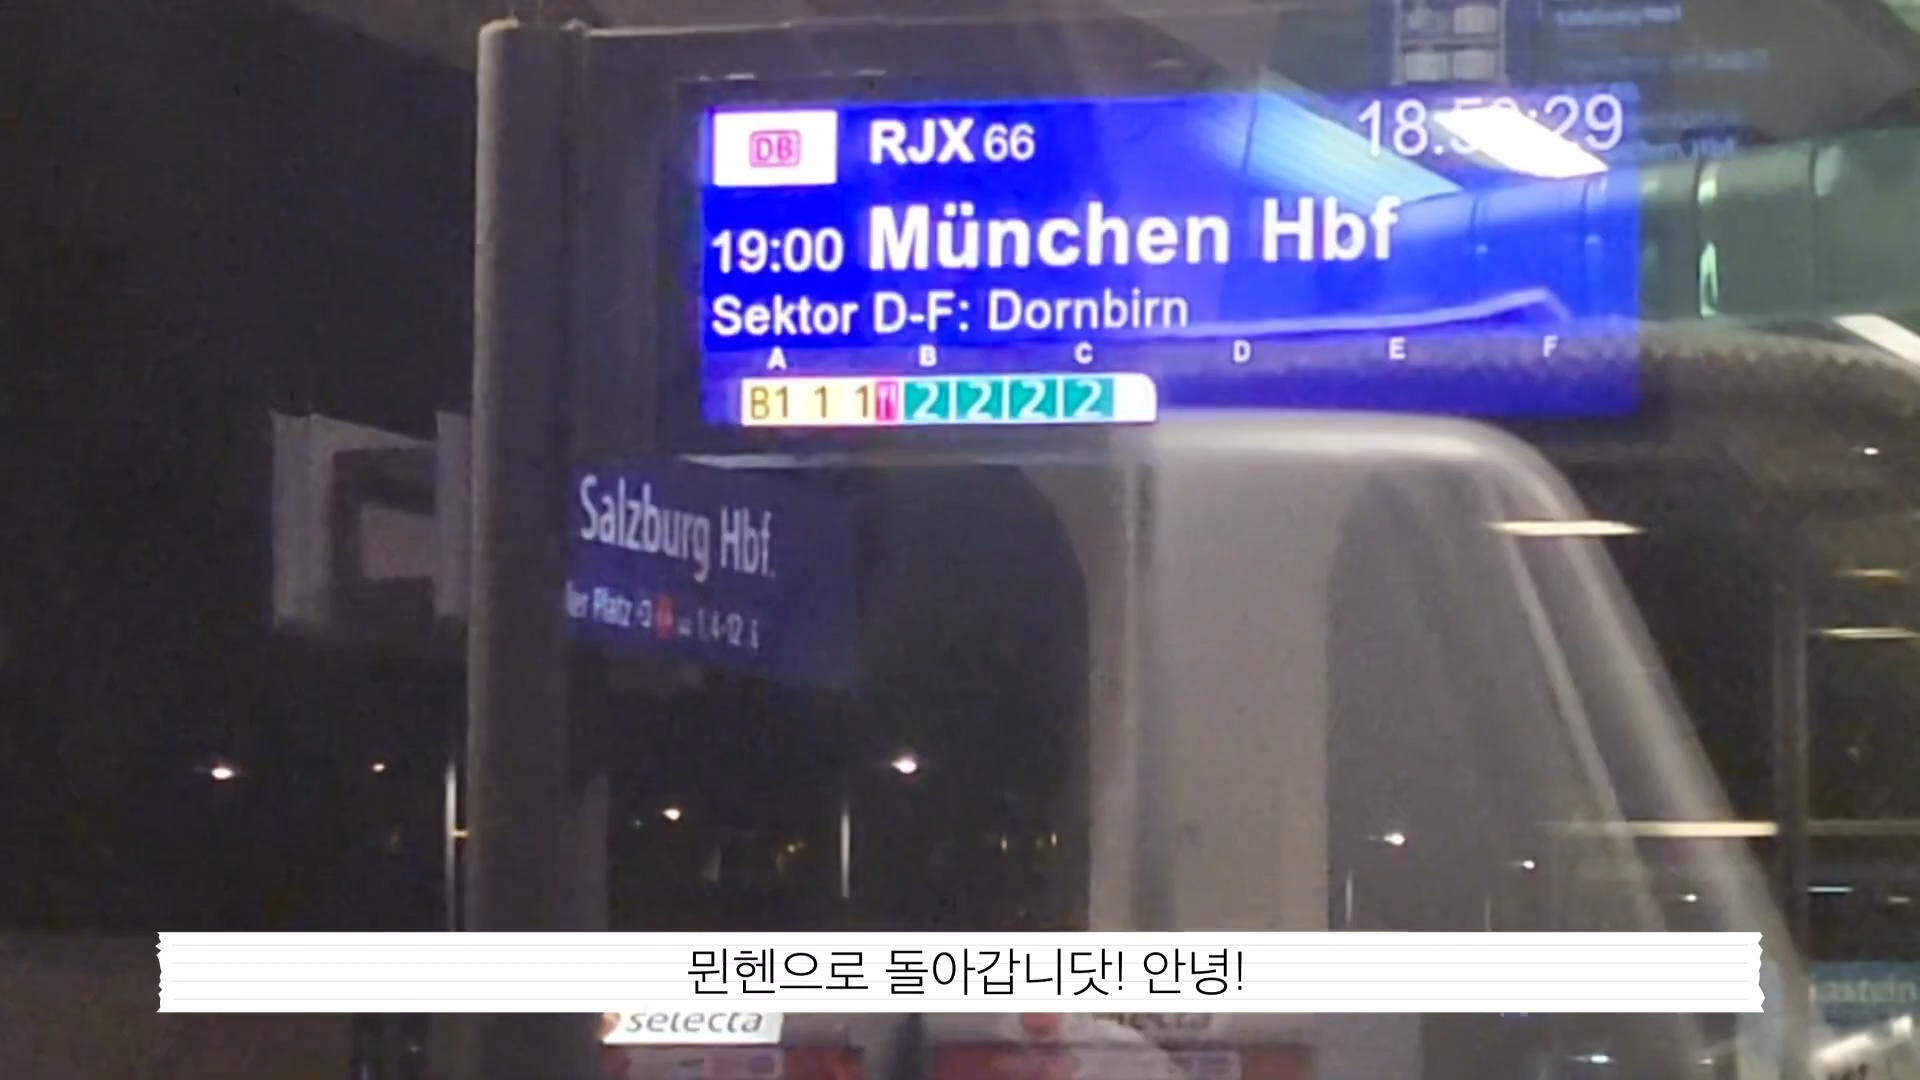 DB RJX 66
19:00 München Hbf
Sektor D-F: Dornbirn
A B C D E F
B1 1 1 2 2 2 2
Salzburg Hbf.
Platz
뮌헨으로 돌아갑니닷! 안녕!
selecta